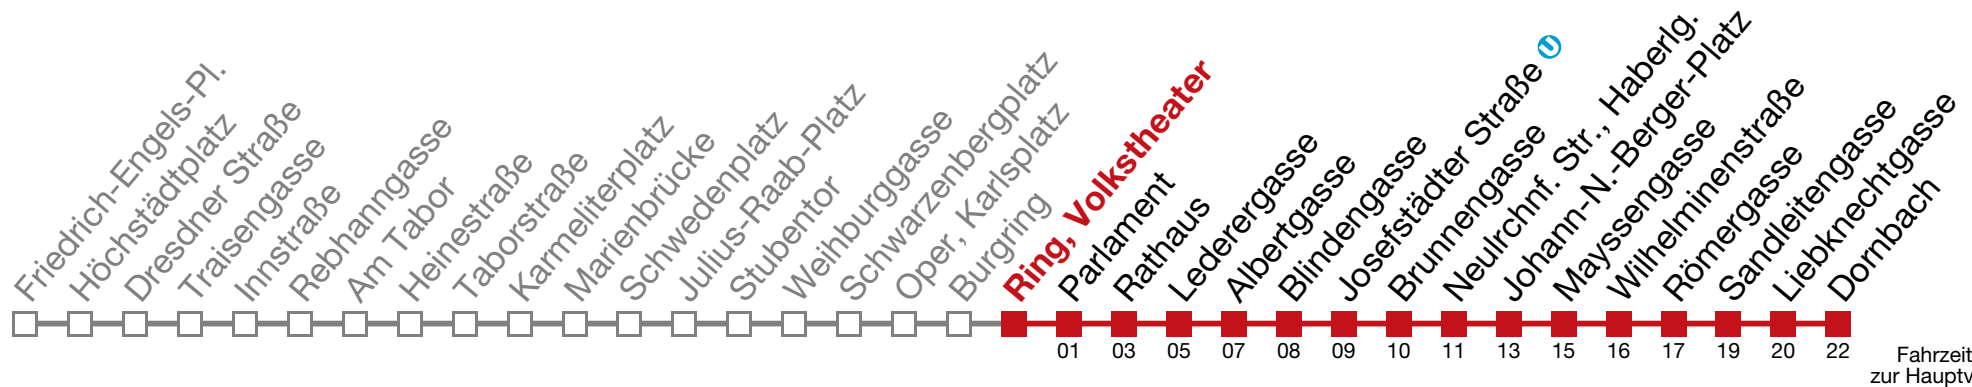 Friedrich-Engels-Pl.
Höchstädtplatz
Dresdner Straße
Traisengasse
Innstraße
Rebhanngasse
Am Tabor
Heinestraße
Taborstraße
Karmeliterplatz
Marienbrücke
Schwedenplatz
Julius-Raab-Platz
Stubentor
Weihburggasse
Schwarzenbergplatz
Oper, Karlsplatz
Burgring
Ring, Volkstheater
Parlament
Rathaus
Lederergasse
Albertgasse
Blindengasse
Josefstädter Straße U
Brunnengasse
Neulrchnf. Str., Haberlg.
Johann-N.-Berger-Platz
Mayssengasse
Wilhelminenstraße
Römergasse
Sandleitengasse
Liebknechtgasse
Dornbach
01 03 05 07 08 09 10 11 13 15 16 17 19 20 22
Fahrzeit
zur Hauptv